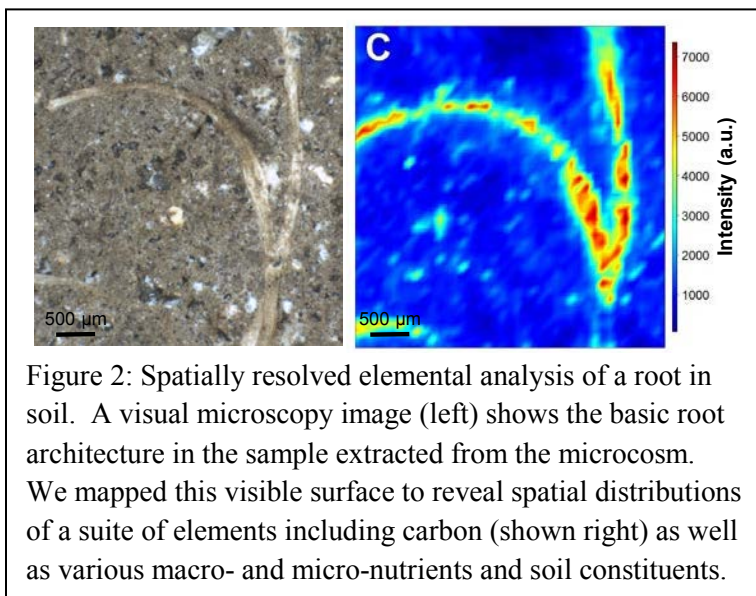 C
7000
6000
5000
4000
3000
2000
1000
Intensity (a.u.)
500 µm
500 µm
Figure 2: Spatially resolved elemental analysis of a root in
soil.  A visual microscopy image (left) shows the basic root
architecture in the sample extracted from the microcosm.
We mapped this visible surface to reveal spatial distributions
of a suite of elements including carbon (shown right) as well
as various macro- and micro-nutrients and soil constituents.